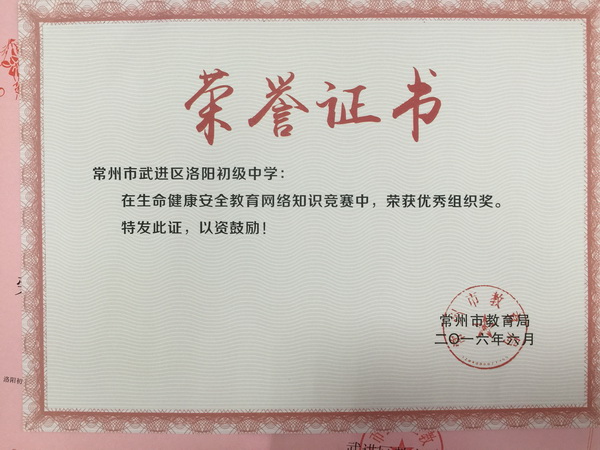 荣誉证书
常州市武进区洛阳初级中学：
在生命健康安全教育网络知识竞赛中，荣获优秀组织奖。
特发此证，以资鼓励！
常州市教育局
二〇一六年六月
洛阳初